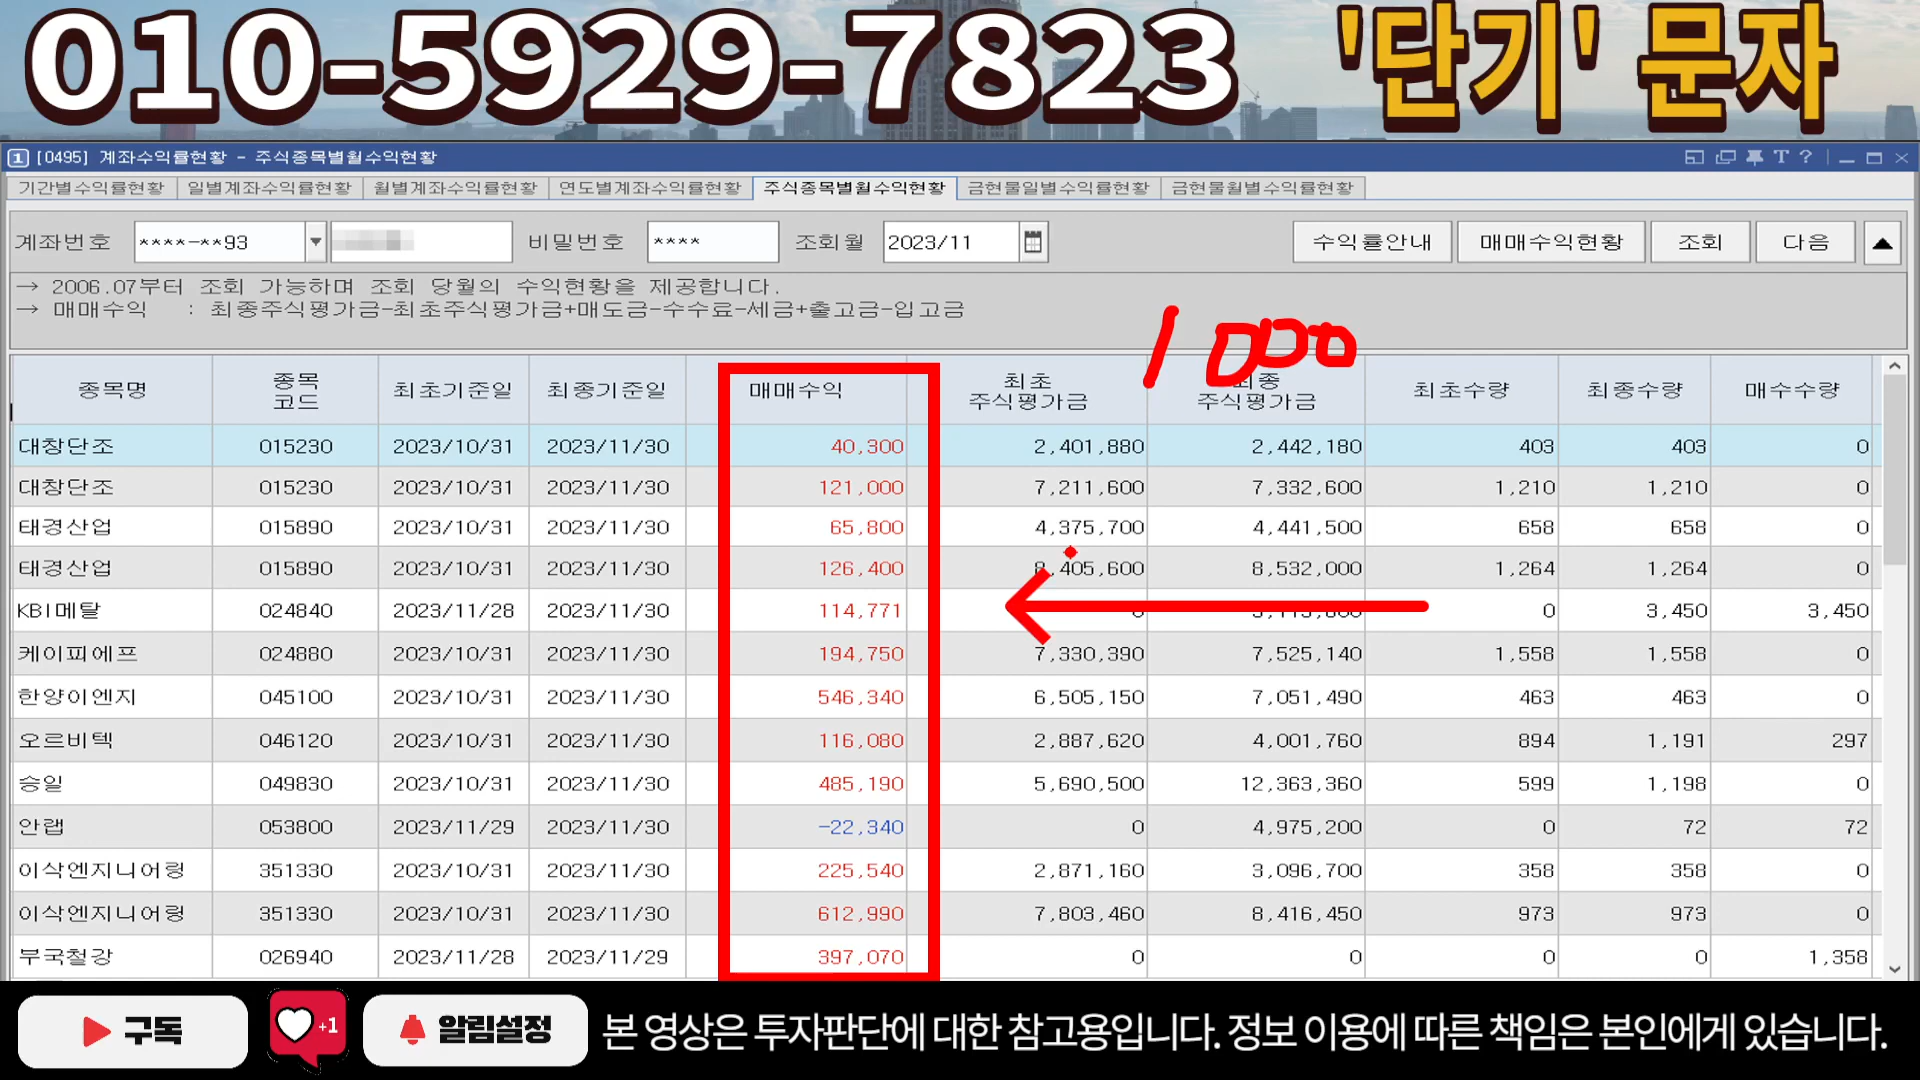 010-5929-7823 '단기' 문자
1 [0495] 계좌수익률현황 - 주식종목별월수익현황
기간별수익률현황 일별계좌수익률현황 월별계좌수익률현황 연도별계좌수익률현황 주식종목별월수익현황 금현물일별수익률현황 금현물월별수익률현황
계좌번호 ****-**93 비밀번호 **** 조회월 2023/11 수익률안내 매매수익현황 조회 다음
→ 2006.07부터 조회 가능하며 조회 당월의 수익현황을 제공합니다.
→ 매매수익 : 최종주식평가금-최초주식평가금+매도금-수수료-세금+출고금-입고금
1000
종목명 종목코드 최초기준일 최종기준일 매매수익 최초주식평가금 최종주식평가금 최초수량 최종수량 매수수량
대창단조 015230 2023/10/31 2023/11/30 40,300 2,401,880 2,442,180 403 403 0
대창단조 015230 2023/10/31 2023/11/30 121,000 7,211,600 7,332,600 1,210 1,210 0
태경산업 015890 2023/10/31 2023/11/30 65,800 4,375,700 4,441,500 658 658 0
태경산업 015890 2023/10/31 2023/11/30 126,400 8,405,600 8,532,000 1,264 1,264 0
KBI메탈 024840 2023/11/28 2023/11/30 114,771 0 0 3,450 3,450
케이피에프 024880 2023/10/31 2023/11/30 194,750 7,330,390 7,525,140 1,558 1,558 0
한양이엔지 045100 2023/10/31 2023/11/30 546,340 6,505,150 7,051,490 463 463 0
오르비텍 046120 2023/10/31 2023/11/30 116,080 2,887,620 4,001,760 894 1,191 297
승일 049830 2023/10/31 2023/11/30 485,190 5,690,500 12,363,360 599 1,198 0
안랩 053800 2023/11/29 2023/11/30 -22,340 0 4,975,200 0 72 72
이삭엔지니어링 351330 2023/10/31 2023/11/30 225,540 2,871,160 3,096,700 358 358 0
이삭엔지니어링 351330 2023/10/31 2023/11/30 612,990 7,803,460 8,416,450 973 973 0
부국철강 026940 2023/11/28 2023/11/29 397,070 0 0 0 0 1,358
구독 +1 알림설정 본 영상은 투자판단에 대한 참고용입니다. 정보 이용에 따른 책임은 본인에게 있습니다.